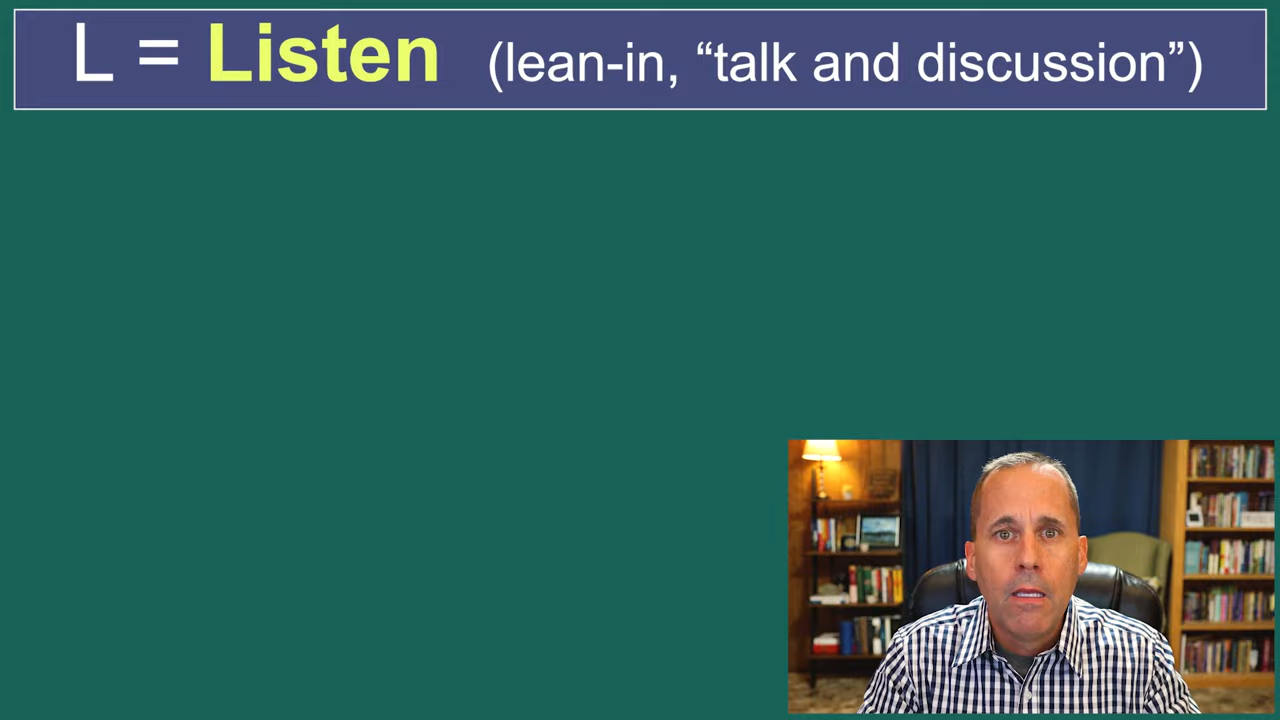 L = Listen (lean-in, “talk and discussion”)